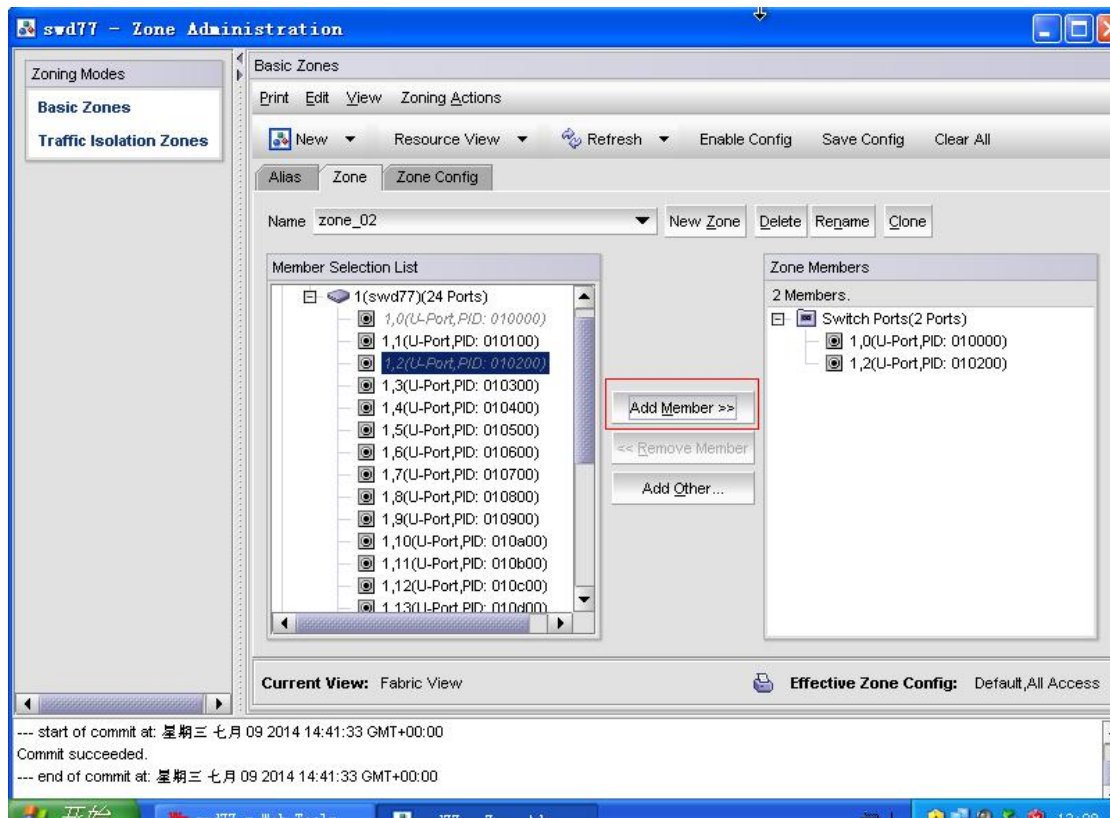 swd77 - Zone Administration
Zoning Modes
Basic Zones
Traffic Isolation Zones
Basic Zones
Print Edit View Zoning Actions
New Resource View Refresh Enable Config Save Config Clear All
Alias Zone Zone Config
Name zone_02 New Zone Delete Rename Clone
Member Selection List
1(swd77)(24 Ports)
1,0(U-Port,PID: 010000)
1,1(U-Port,PID: 010100)
1,2(U-Port,PID: 010200)
1,3(U-Port,PID: 010300)
1,4(U-Port,PID: 010400)
1,5(U-Port,PID: 010500)
1,6(U-Port,PID: 010600)
1,7(U-Port,PID: 010700)
1,8(U-Port,PID: 010800)
1,9(U-Port,PID: 010900)
1,10(U-Port,PID: 010a00)
1,11(U-Port,PID: 010b00)
1,12(U-Port,PID: 010c00)
1,13(U-Port,PID: 010d00)
Add Member >>
<< Remove Member
Add Other...
Zone Members
2 Members.
Switch Ports(2 Ports)
1,0(U-Port,PID: 010000)
1,2(U-Port,PID: 010200)
Current View: Fabric View
Effective Zone Config: Default,All Access
--- start of commit at: 星期三 七月 09 2014 14:41:33 GMT+00:00
Commit succeeded.
--- end of commit at: 星期三 七月 09 2014 14:41:33 GMT+00:00
开始